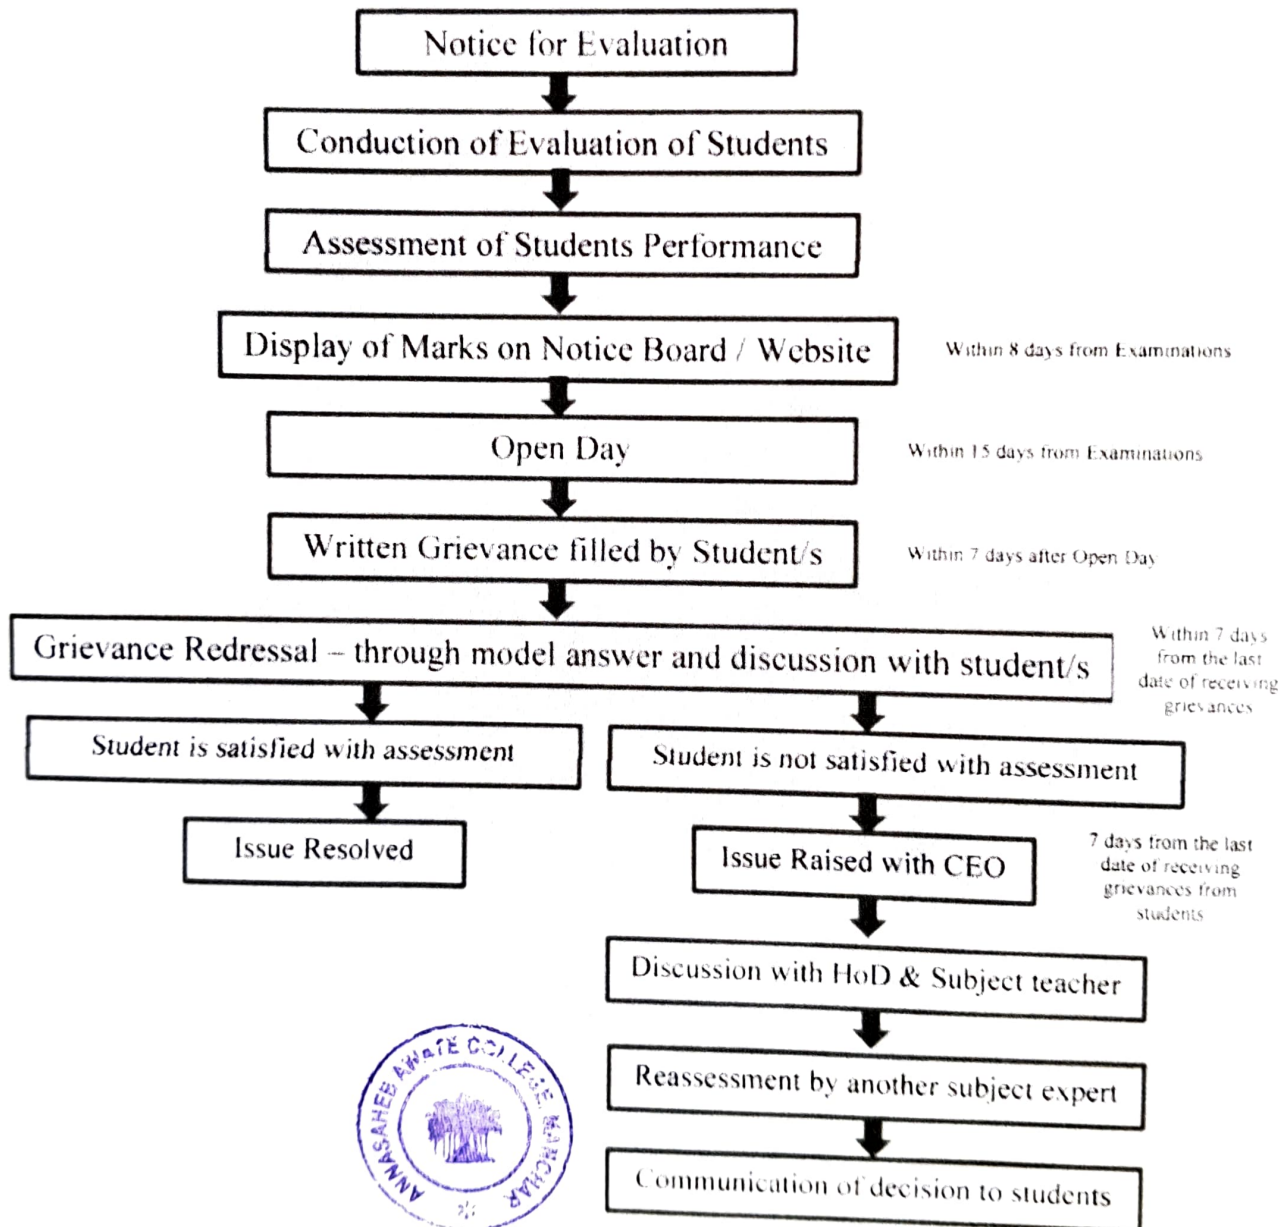 Notice for Evaluation
Conduction of Evaluation of Students
Assessment of Students Performance
Display of Marks on Notice Board / Website
Within 8 days from Examinations
Open Day
Within 15 days from Examinations
Written Grievance filled by Student/s
Within 7 days after Open Day
Grievance Redressal – through model answer and discussion with student/s
Within 7 days
from the last
date of receiving
grievances
Student is satisfied with assessment
Student is not satisfied with assessment
Issue Resolved
Issue Raised with CEO
7 days from the last
date of receiving
grievances from
students
Discussion with HoD & Subject teacher
Reassessment by another subject expert
Communication of decision to students
ANNASAHEB AWATE COLLEGE, MANCHAR